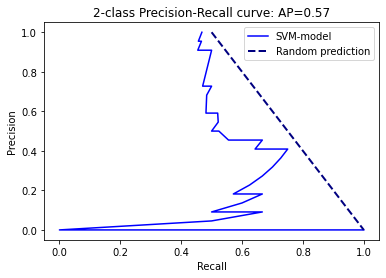 2-class Precision-Recall curve: AP=0.57
SVM-model
Random prediction
Precision
1.0
0.8
0.6
0.4
0.2
0.0
0.0
0.2
0.4
0.6
0.8
1.0
Recall